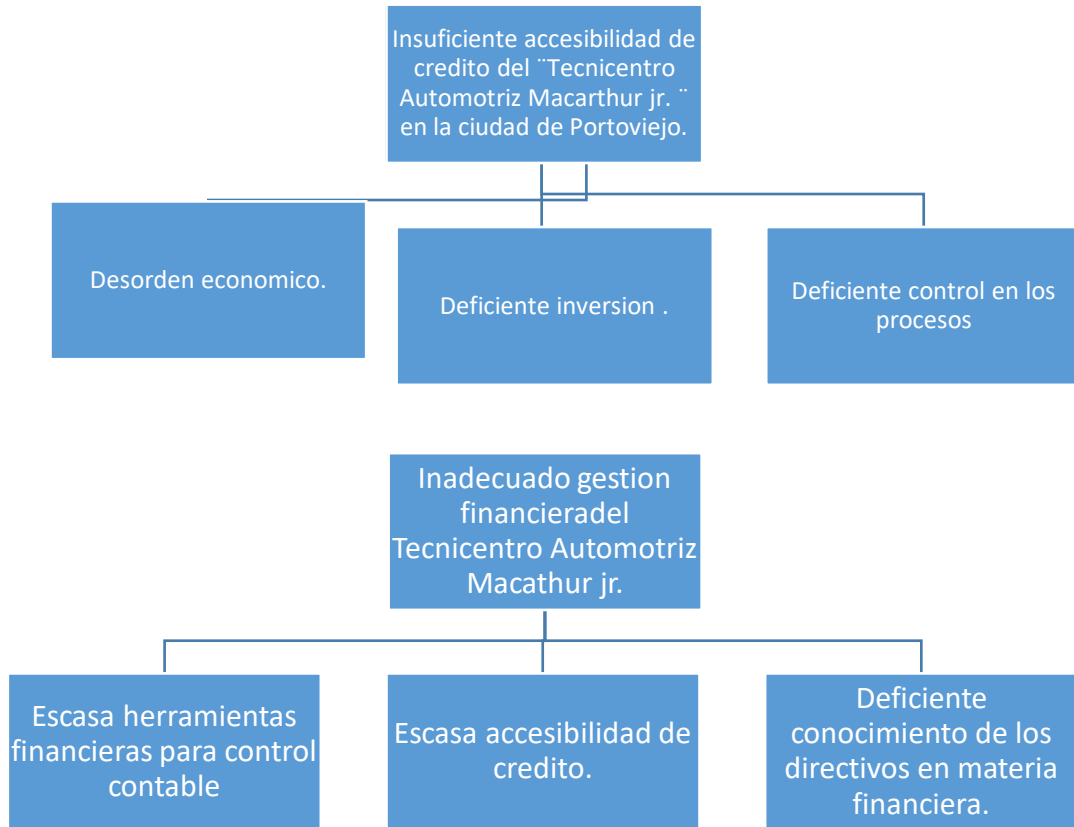 Insuficiente accesibilidad de
credito del ¨Tecnicentro
Automotriz Macarthur jr. ¨
en la ciudad de Portoviejo.
Desorden economico.
Deficiente inversion .
Deficiente control en los
procesos
Inadecuado gestion
financieradel
Tecnicentro Automotriz
Macathur jr.
Escasa herramientas
financieras para control
contable
Escasa accesibilidad de
credito.
Deficiente
conocimiento de los
directivos en materia
financiera.